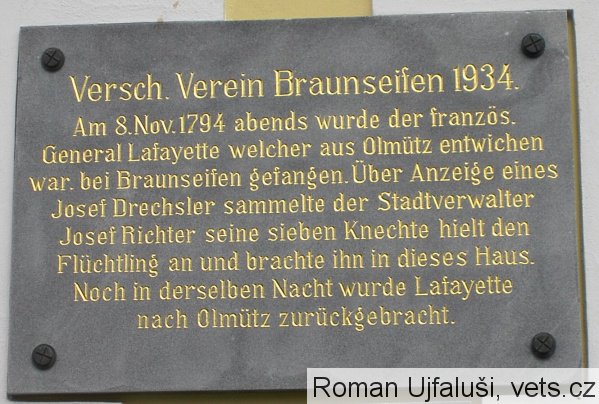 Versch. Verein Braunseifen 1934.
Am 8. Nov. 1794 abends wurde der französ.
General Lafayette welcher aus Olmütz entwichen
war. bei Braunseifen gefangen. Über Anzeige eines
Josef Drechsler sammelte der Stadtverwalter
Josef Richter seine sieben Knechte hielt den
Flüchtling an und brachte ihn in dieses Haus.
Noch in derselben Nacht wurde Lafayette
nach Olmütz zurückgebracht.
Roman Ujfaluši, vets.cz